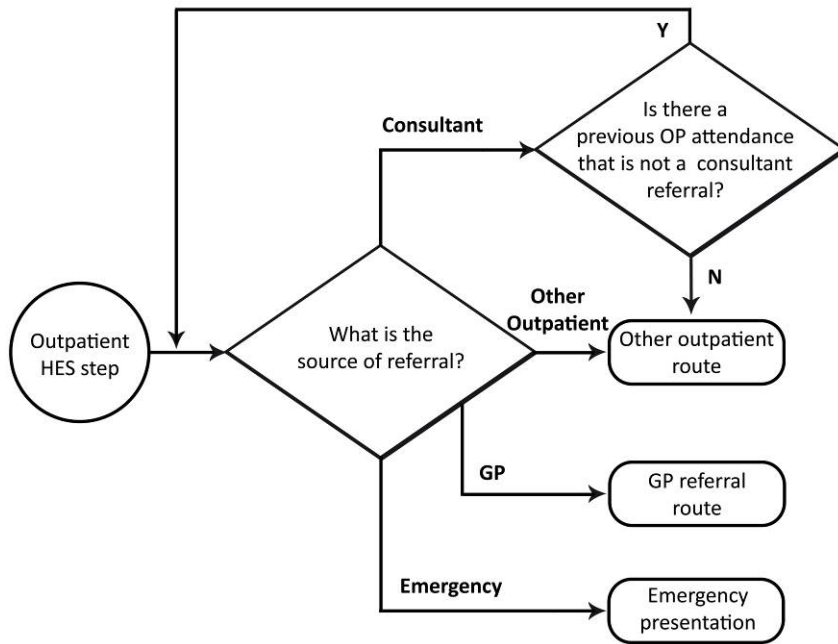 Y
Is there a
previous OP attendance
that is not a consultant
referral?
Consultant
N
Outpatient
HES step
What is the
source of referral?
Other
Outpatient
Other outpatient
route
GP
GP referral
route
Emergency
Emergency
presentation